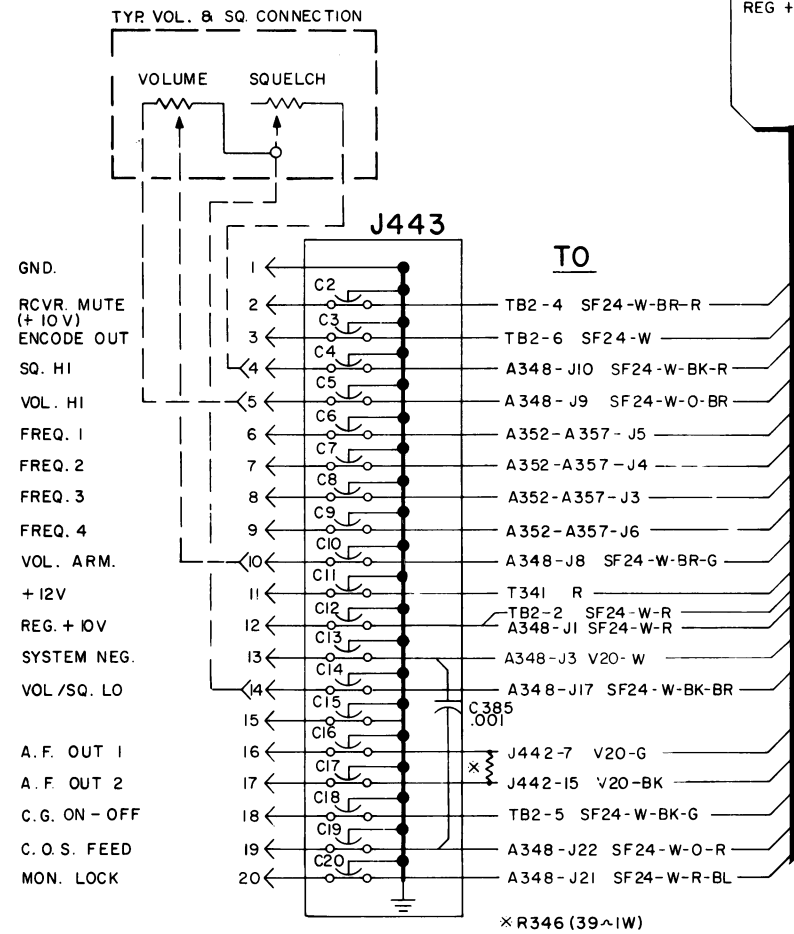 TYP. VOL. & SQ. CONNECTION
REG +
VOLUME SQUELCH
J443
TO
GND. 1
C2
RCVR. MUTE 2 TB2-4 SF24-W-BR-R
(+ 10 V)
C3
ENCODE OUT 3 TB2-6 SF24-W
C4
SQ. HI 4 A348-J10 SF24-W-BK-R
C5
VOL. HI 5 A348-J9 SF24-W-O-BR
C6
FREQ. 1 6 A352-A357-J5
C7
FREQ. 2 7 A352-A357-J4
C8
FREQ. 3 8 A352-A357-J3
C9
FREQ. 4 9 A352-A357-J6
C10
VOL. ARM. 10 A348-J8 SF24-W-BR-G
C11
+12V 11 T341 R
C12
TB2-2 SF24-W-R
REG. + 10V 12 A348-J1 SF24-W-R
C13
SYSTEM NEG. 13 A348-J3 V20-W
C14
VOL/SQ. LO 14 A348-J17 SF24-W-BK-BR
C15
C385
.001
15
C16
A.F. OUT 1 16 J442-7 V20-G
C17
※
A.F. OUT 2 17 J442-15 V20-BK
C18
C.G. ON-OFF 18 TB2-5 SF24-W-BK-G
C19
C.O.S. FEED 19 A348-J22 SF24-W-O-R
C20
MON. LOCK 20 A348-J21 SF24-W-R-BL
※ R346 (39~1W)